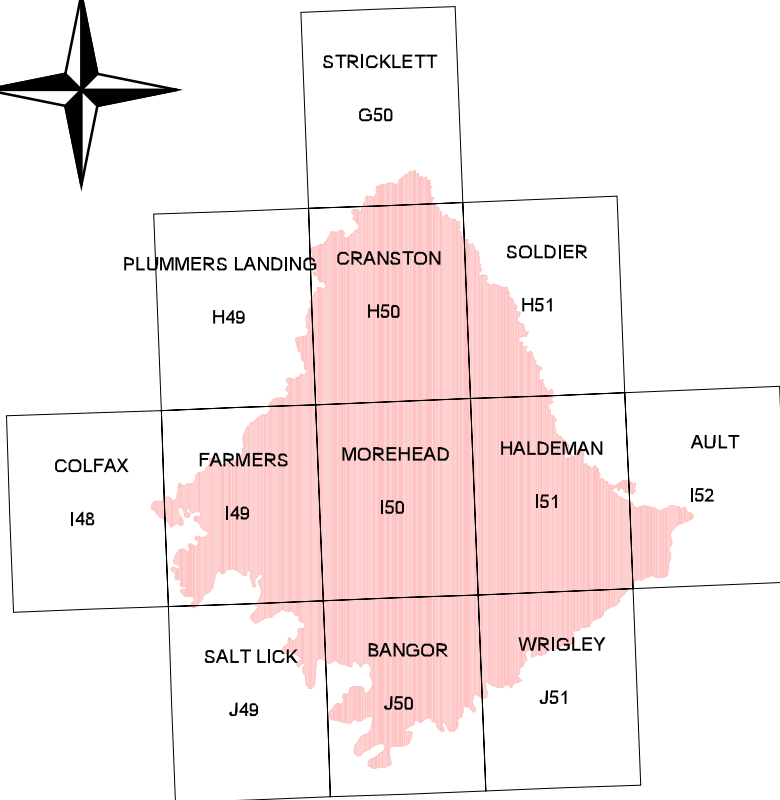 STRICKLETT
G50
PLUMMERS LANDING
H49
CRANSTON
H50
SOLDIER
H51
COLFAX
I48
FARMERS
I49
MOREHEAD
I50
HALDEMAN
I51
AULT
I52
SALT LICK
J49
BANGOR
J50
WRIGLEY
J51